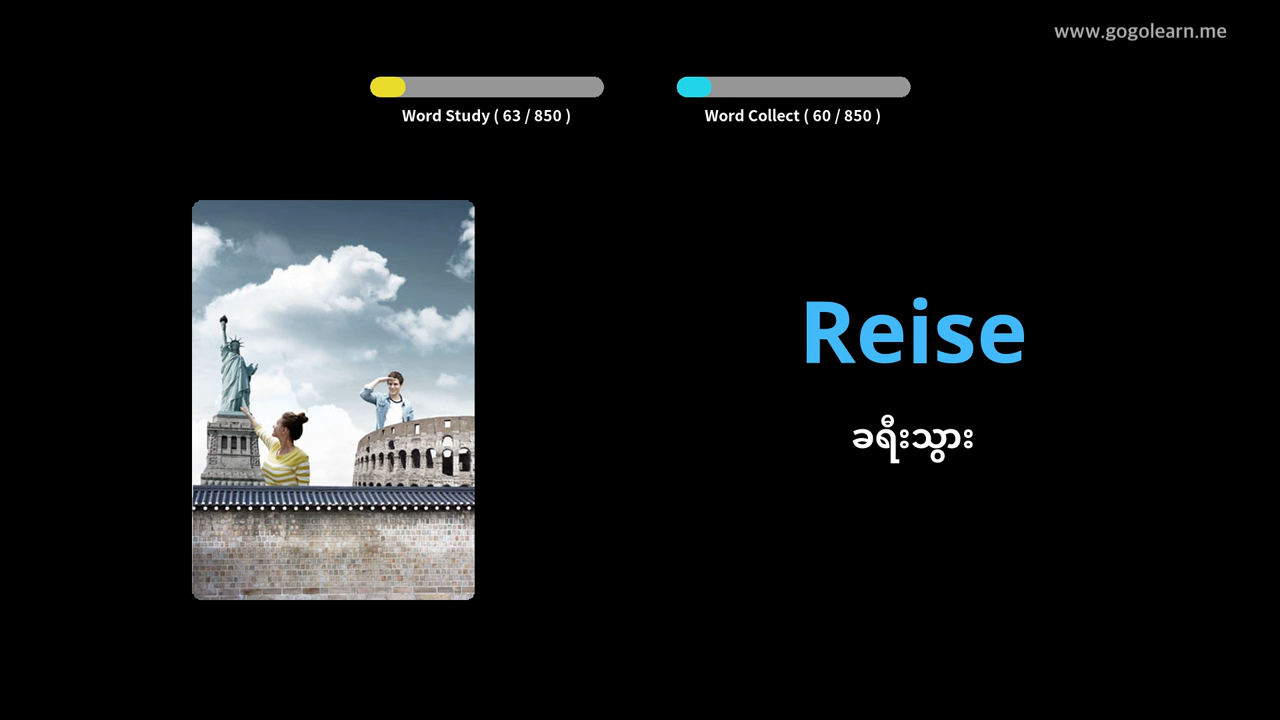 www.gogolearn.me
Word Study ( 63 / 850 )
Word Collect ( 60 / 850 )
Reise
ခရီးသွား